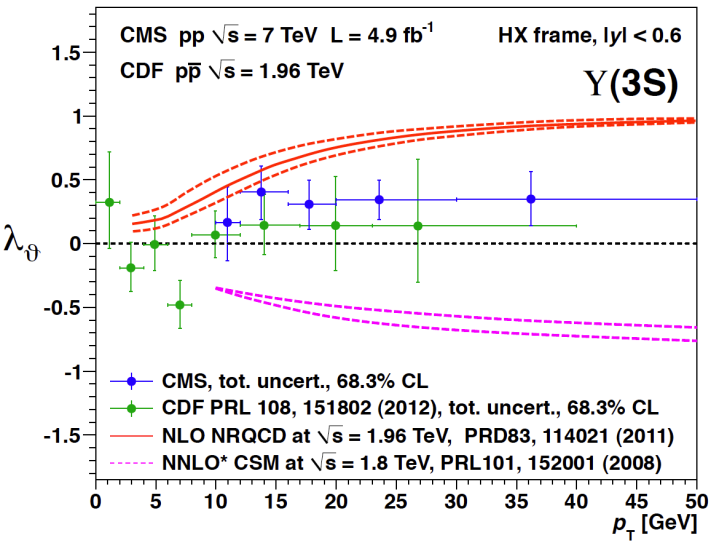 CMS pp √s = 7 TeV L = 4.9 fb⁻¹ HX frame, |y| < 0.6
CDF pp̅ √s = 1.96 TeV
ϒ(3S)
1.5
1
0.5
0
-0.5
-1
-1.5
λ_ϑ
CMS, tot. uncert., 68.3% CL
CDF PRL 108, 151802 (2012), tot. uncert., 68.3% CL
NLO NRQCD at √s = 1.96 TeV, PRD83, 114021 (2011)
NNLO* CSM at √s = 1.8 TeV, PRL101, 152001 (2008)
0 5 10 15 20 25 30 35 40 45 50
p_T [GeV]